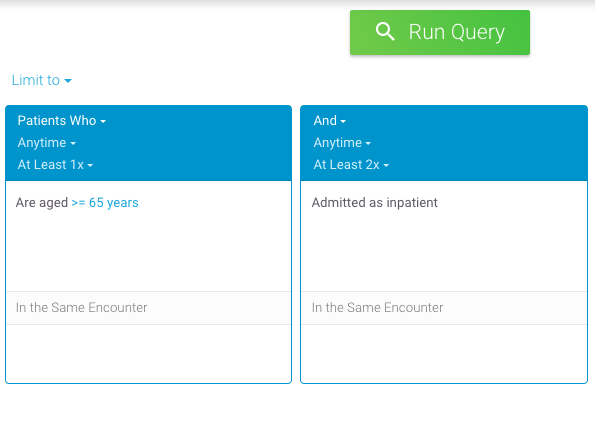 Run Query
Limit to
Patients Who
Anytime
At Least 1x
Are aged >= 65 years
In the Same Encounter
And
Anytime
At Least 2x
Admitted as inpatient
In the Same Encounter